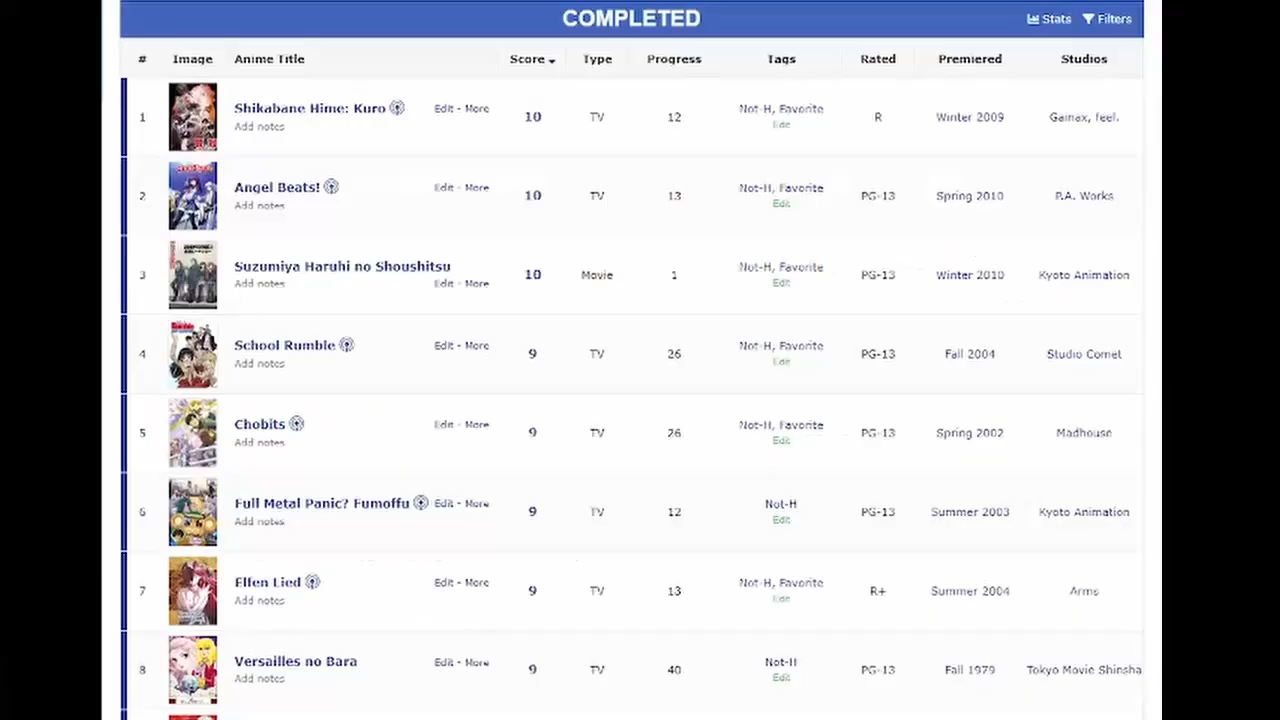 COMPLETED
Stats Filters
# Image Anime Title Score Type Progress Tags Rated Premiered Studios
1 Shikabane Hime: Kuro Edit - More 10 TV 12 Not-H, Favorite R Winter 2009 Gainax, feel.
Add notes Edit
2 Angel Beats! Edit - More 10 TV 13 Not-H, Favorite PG-13 Spring 2010 P.A. Works
Add notes Edit
3 Suzumiya Haruhi no Shoushitsu 10 Movie 1 Not-H, Favorite PG-13 Winter 2010 Kyoto Animation
Add notes Edit - More Edit
4 School Rumble Edit - More 9 TV 26 Not-H, Favorite PG-13 Fall 2004 Studio Comet
Add notes Edit
5 Chobits Edit - More 9 TV 26 Not-H, Favorite PG-13 Spring 2002 Madhouse
Add notes Edit
6 Full Metal Panic? Fumoffu Edit - More 9 TV 12 Not-H PG-13 Summer 2003 Kyoto Animation
Add notes Edit
7 Elfen Lied Edit - More 9 TV 13 Not-H, Favorite R+ Summer 2004 Arms
Add notes Edit
8 Versailles no Bara Edit - More 9 TV 40 Not-H PG-13 Fall 1979 Tokyo Movie Shinsha
Add notes Edit